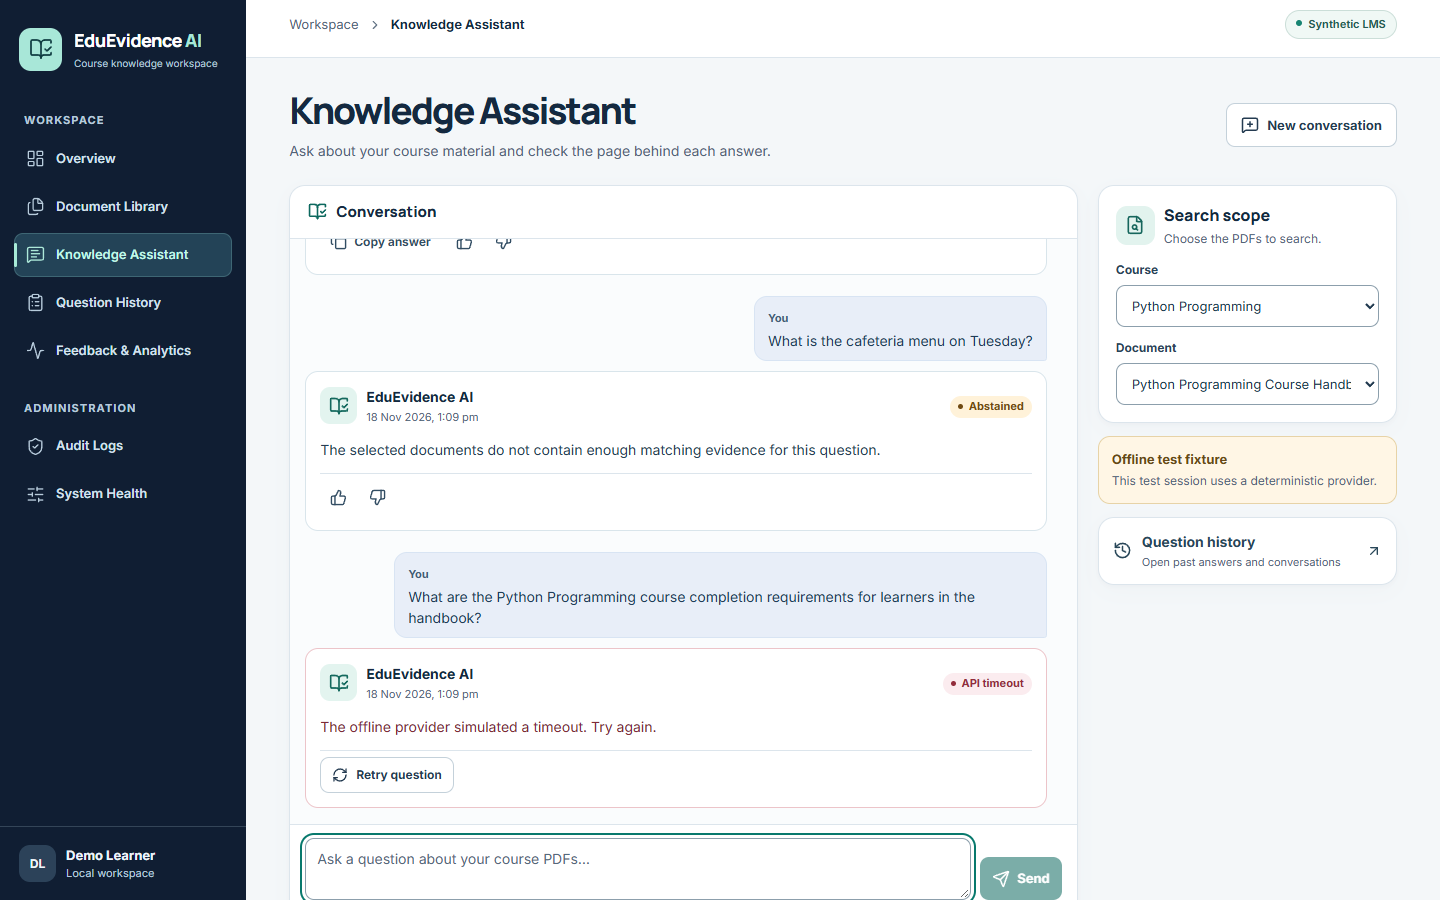 EduEvidence AI
Course knowledge workspace
WORKSPACE
Overview
Document Library
Knowledge Assistant
Question History
Feedback & Analytics
ADMINISTRATION
Audit Logs
System Health
DL
Demo Learner
Local workspace
Workspace > Knowledge Assistant
Synthetic LMS
Knowledge Assistant
Ask about your course material and check the page behind each answer.
New conversation
Conversation
Copy answer
You
What is the cafeteria menu on Tuesday?
EduEvidence AI
18 Nov 2026, 1:09 pm
Abstained
The selected documents do not contain enough matching evidence for this question.
You
What are the Python Programming course completion requirements for learners in the
handbook?
EduEvidence AI
18 Nov 2026, 1:09 pm
API timeout
The offline provider simulated a timeout. Try again.
Retry question
Ask a question about your course PDFs...
Send
Search scope
Choose the PDFs to search.
Course
Python Programming
Document
Python Programming Course Handb
Offline test fixture
This test session uses a deterministic provider.
Question history
Open past answers and conversations